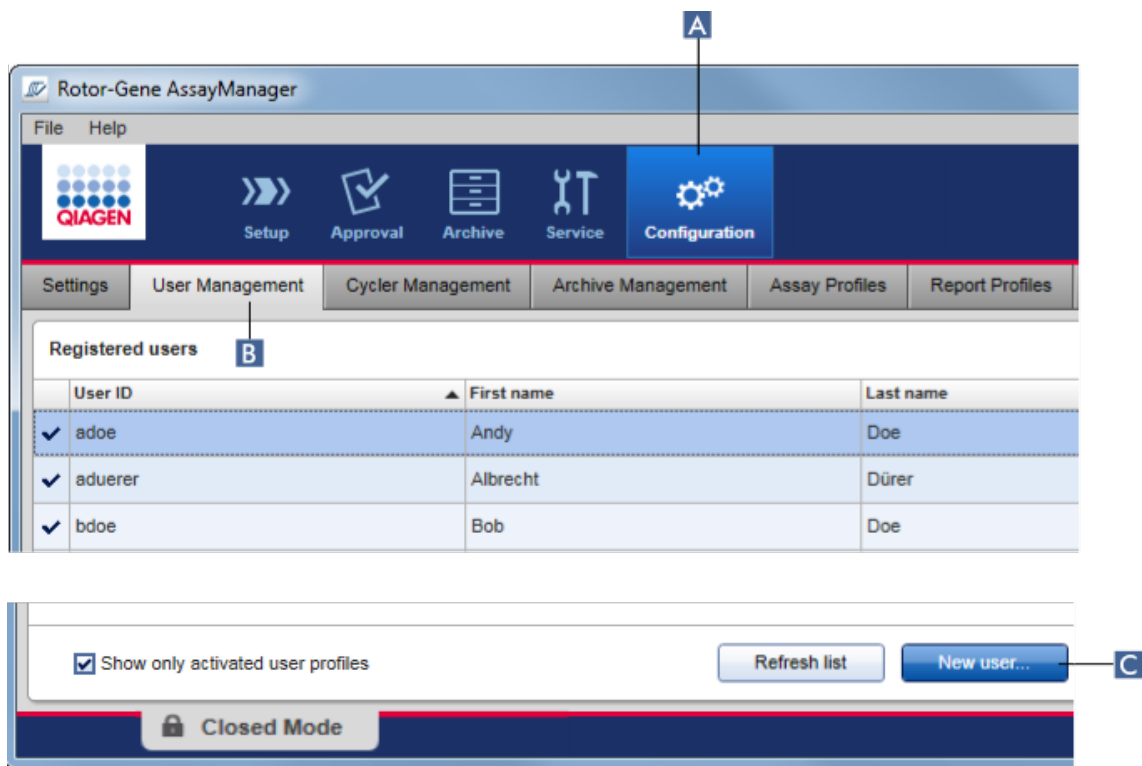 A
Rotor-Gene AssayManager
File Help
QIAGEN
Setup Approval Archive Service Configuration
Settings User Management Cycler Management Archive Management Assay Profiles Report Profiles
Registered users
B
User ID First name Last name
adoe Andy Doe
aduerer Albrecht Dürer
bdoe Bob Doe
Show only activated user profiles Refresh list New user... C
Closed Mode